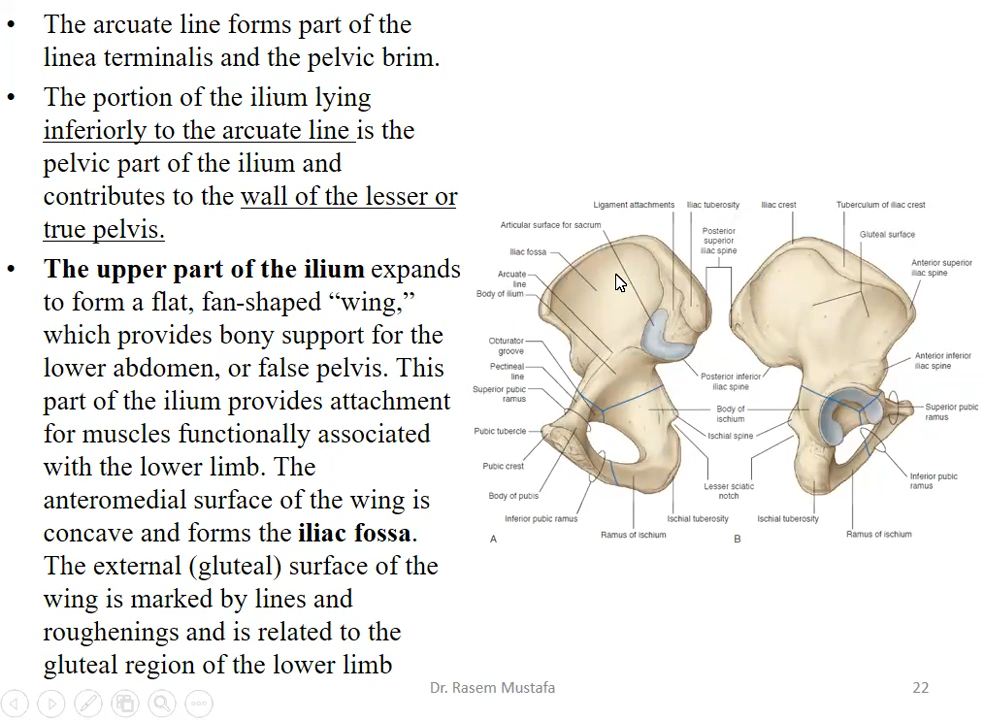 • The arcuate line forms part of the
linea terminalis and the pelvic brim.
• The portion of the ilium lying
inferiorly to the arcuate line is the
pelvic part of the ilium and
contributes to the wall of the lesser or
true pelvis.
• The upper part of the ilium expands
to form a flat, fan-shaped “wing,”
which provides bony support for the
lower abdomen, or false pelvis. This
part of the ilium provides attachment
for muscles functionally associated
with the lower limb. The
anteromedial surface of the wing is
concave and forms the iliac fossa.
The external (gluteal) surface of the
wing is marked by lines and
roughenings and is related to the
gluteal region of the lower limb
Ligament attachments
Iliac tuberosity
Articular surface for sacrum
Iliac fossa
Arcuate
line
Body of ilium
Obturator
groove
Pectineal
line
Superior pubic
ramus
Pubic tubercle
Pubic crest
Body of pubis
Inferior pubic ramus
Ramus of ischium
Ischial tuberosity
A
Posterior
superior
iliac spine
Posterior inferior
iliac spine
Body of
ischium
Ischial spine
Lesser sciatic
notch
Iliac crest
Tuberculum of iliac crest
Gluteal surface
Anterior superior
iliac spine
Anterior inferior
iliac spine
Superior pubic
ramus
Inferior pubic
ramus
Ischial tuberosity
Ramus of ischium
B
Dr. Rasem Mustafa
22